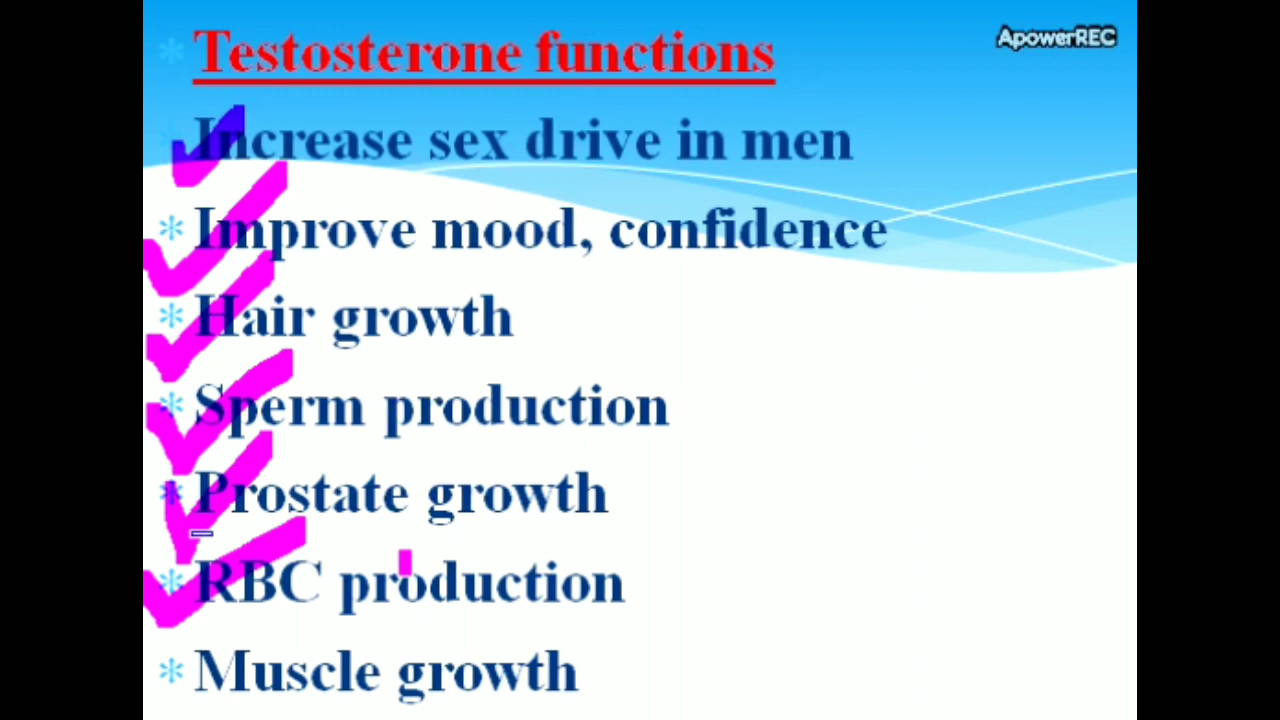 Testosterone functions
ApowerREC
* Increase sex drive in men
* Improve mood, confidence
* Hair growth
* Sperm production
* Prostate growth
* RBC production
* Muscle growth